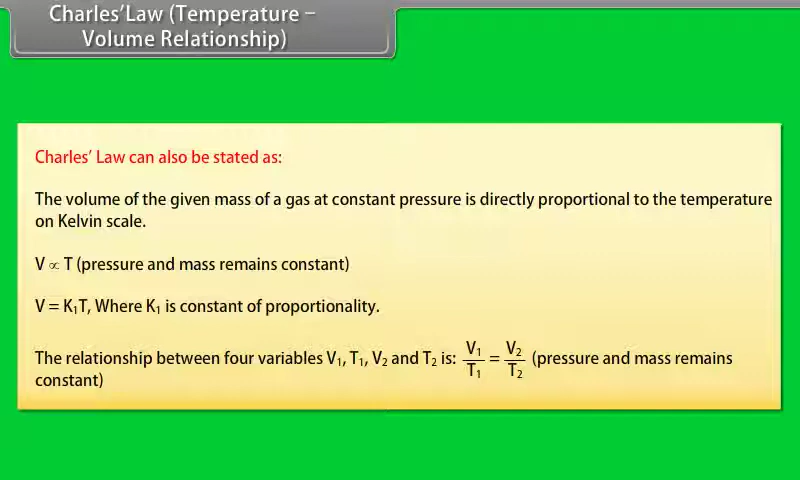 Charles’Law (Temperature –
Volume Relationship)
Charles’ Law can also be stated as:
The volume of the given mass of a gas at constant pressure is directly proportional to the temperature
on Kelvin scale.
V ∝ T (pressure and mass remains constant)
V = K₁T, Where K₁ is constant of proportionality.
The relationship between four variables V₁, T₁, V₂ and T₂ is: V₁/T₁ = V₂/T₂ (pressure and mass remains
constant)